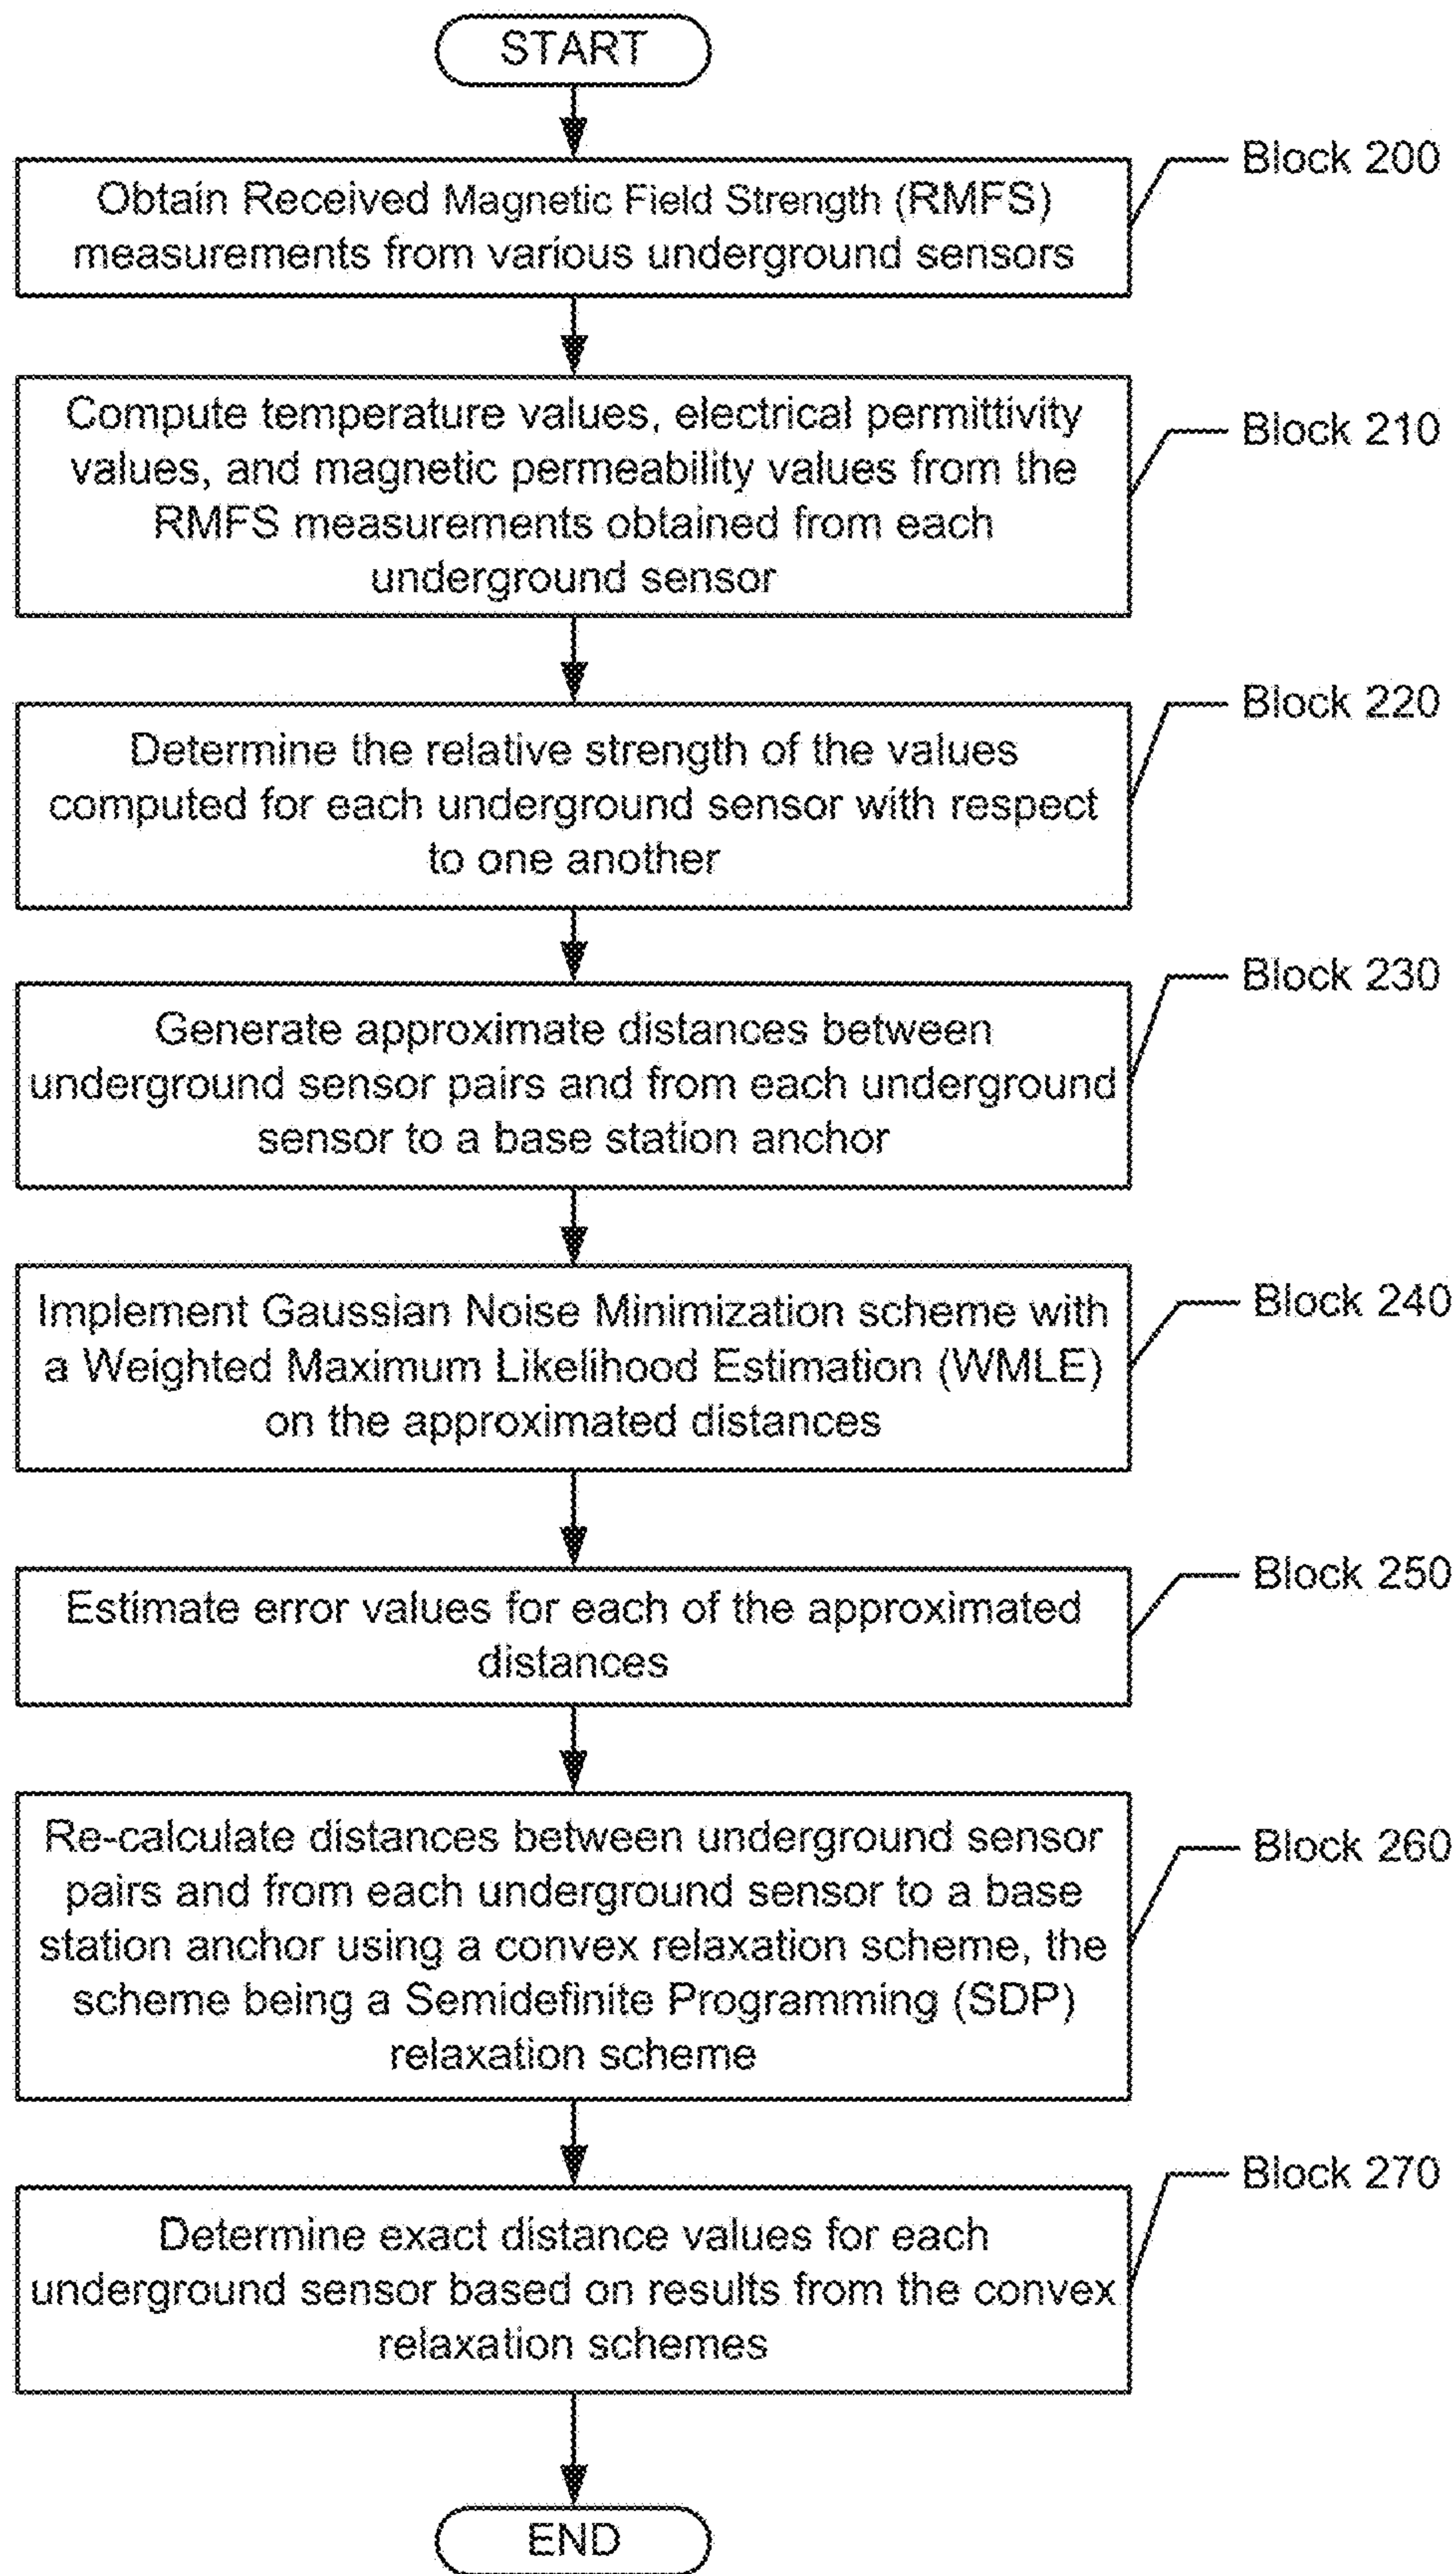 START
Block 200
Obtain Received Magnetic Field Strength (RMFS)
measurements from various underground sensors
Block 210
Compute temperature values, electrical permittivity
values, and magnetic permeability values from the
RMFS measurements obtained from each
underground sensor
Block 220
Determine the relative strength of the values
computed for each underground sensor with respect
to one another
Block 230
Generate approximate distances between
underground sensor pairs and from each underground
sensor to a base station anchor
Block 240
Implement Gaussian Noise Minimization scheme with
a Weighted Maximum Likelihood Estimation (WMLE)
on the approximated distances
Block 250
Estimate error values for each of the approximated
distances
Block 260
Re-calculate distances between underground sensor
pairs and from each underground sensor to a base
station anchor using a convex relaxation scheme, the
scheme being a Semidefinite Programming (SDP)
relaxation scheme
Block 270
Determine exact distance values for each
underground sensor based on results from the convex
relaxation schemes
END